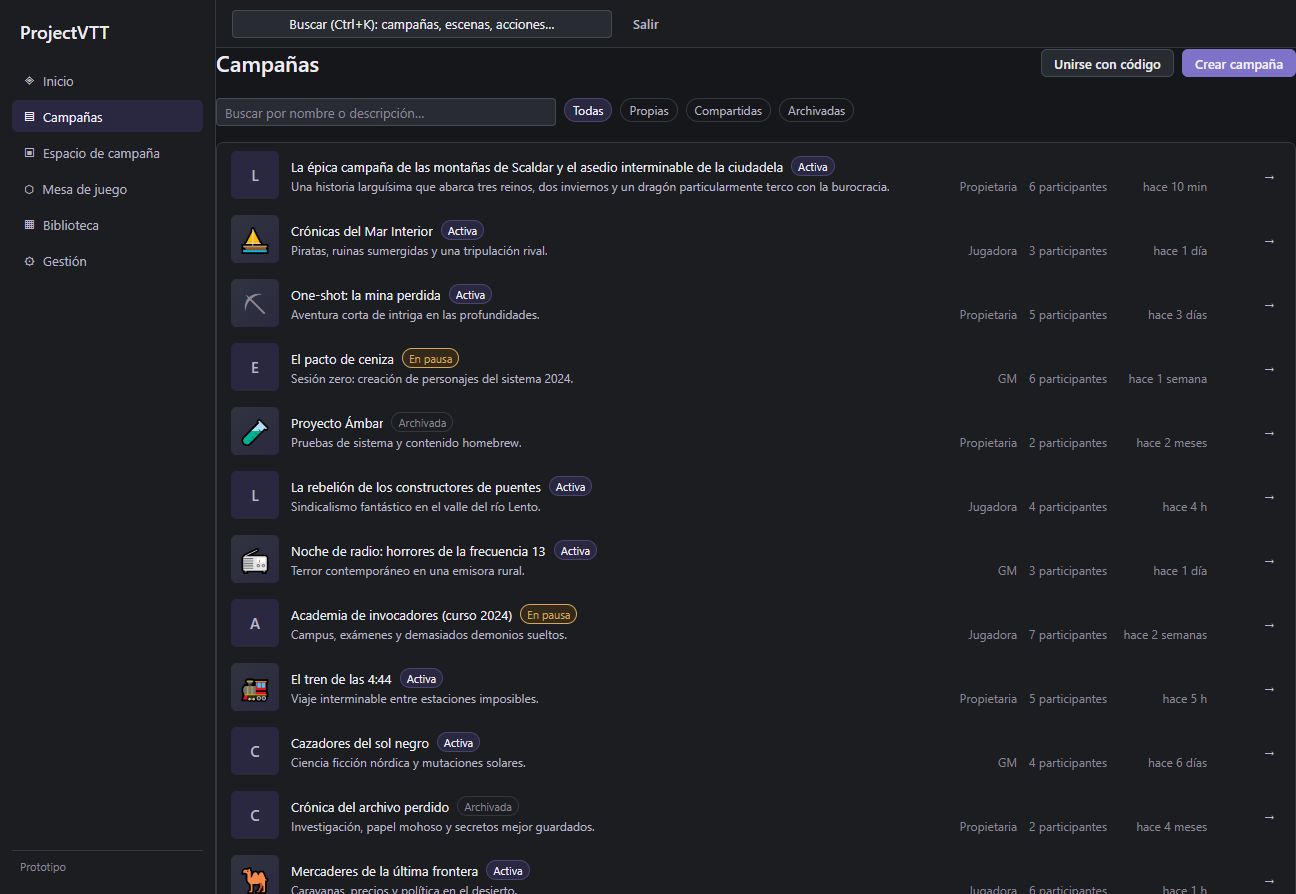 ProjectVTT
Inicio
Campañas
Espacio de campaña
Mesa de juego
Biblioteca
Gestión
Prototipo
Buscar (Ctrl+K): campañas, escenas, acciones...
Salir
Campañas
Unirse con código
Crear campaña
Buscar por nombre o descripción...
Todas
Propias
Compartidas
Archivadas
L
La épica campaña de las montañas de Scaldar y el asedio interminable de la ciudadela Activa
Una historia larguísima que abarca tres reinos, dos inviernos y un dragón particularmente terco con la burocracia.
Propietaria 6 participantes hace 10 min →
Crónicas del Mar Interior Activa
Piratas, ruinas sumergidas y una tripulación rival.
Jugadora 3 participantes hace 1 día →
One-shot: la mina perdida Activa
Aventura corta de intriga en las profundidades.
Propietaria 5 participantes hace 3 días →
E
El pacto de ceniza En pausa
Sesión zero: creación de personajes del sistema 2024.
GM 6 participantes hace 1 semana →
Proyecto Ámbar Archivada
Pruebas de sistema y contenido homebrew.
Propietaria 2 participantes hace 2 meses →
L
La rebelión de los constructores de puentes Activa
Sindicalismo fantástico en el valle del río Lento.
Jugadora 4 participantes hace 4 h →
Noche de radio: horrores de la frecuencia 13 Activa
Terror contemporáneo en una emisora rural.
GM 3 participantes hace 1 día →
A
Academia de invocadores (curso 2024) En pausa
Campus, exámenes y demasiados demonios sueltos.
Jugadora 7 participantes hace 2 semanas →
El tren de las 4:44 Activa
Viaje interminable entre estaciones imposibles.
Propietaria 5 participantes hace 5 h →
C
Cazadores del sol negro Activa
Ciencia ficción nórdica y mutaciones solares.
GM 4 participantes hace 6 días →
C
Crónica del archivo perdido Archivada
Investigación, papel mohoso y secretos mejor guardados.
Propietaria 2 participantes hace 4 meses →
Mercaderes de la última frontera Activa
Caravanas, precios y política en el desierto.
Jugadora 6 participantes hace 1 h →